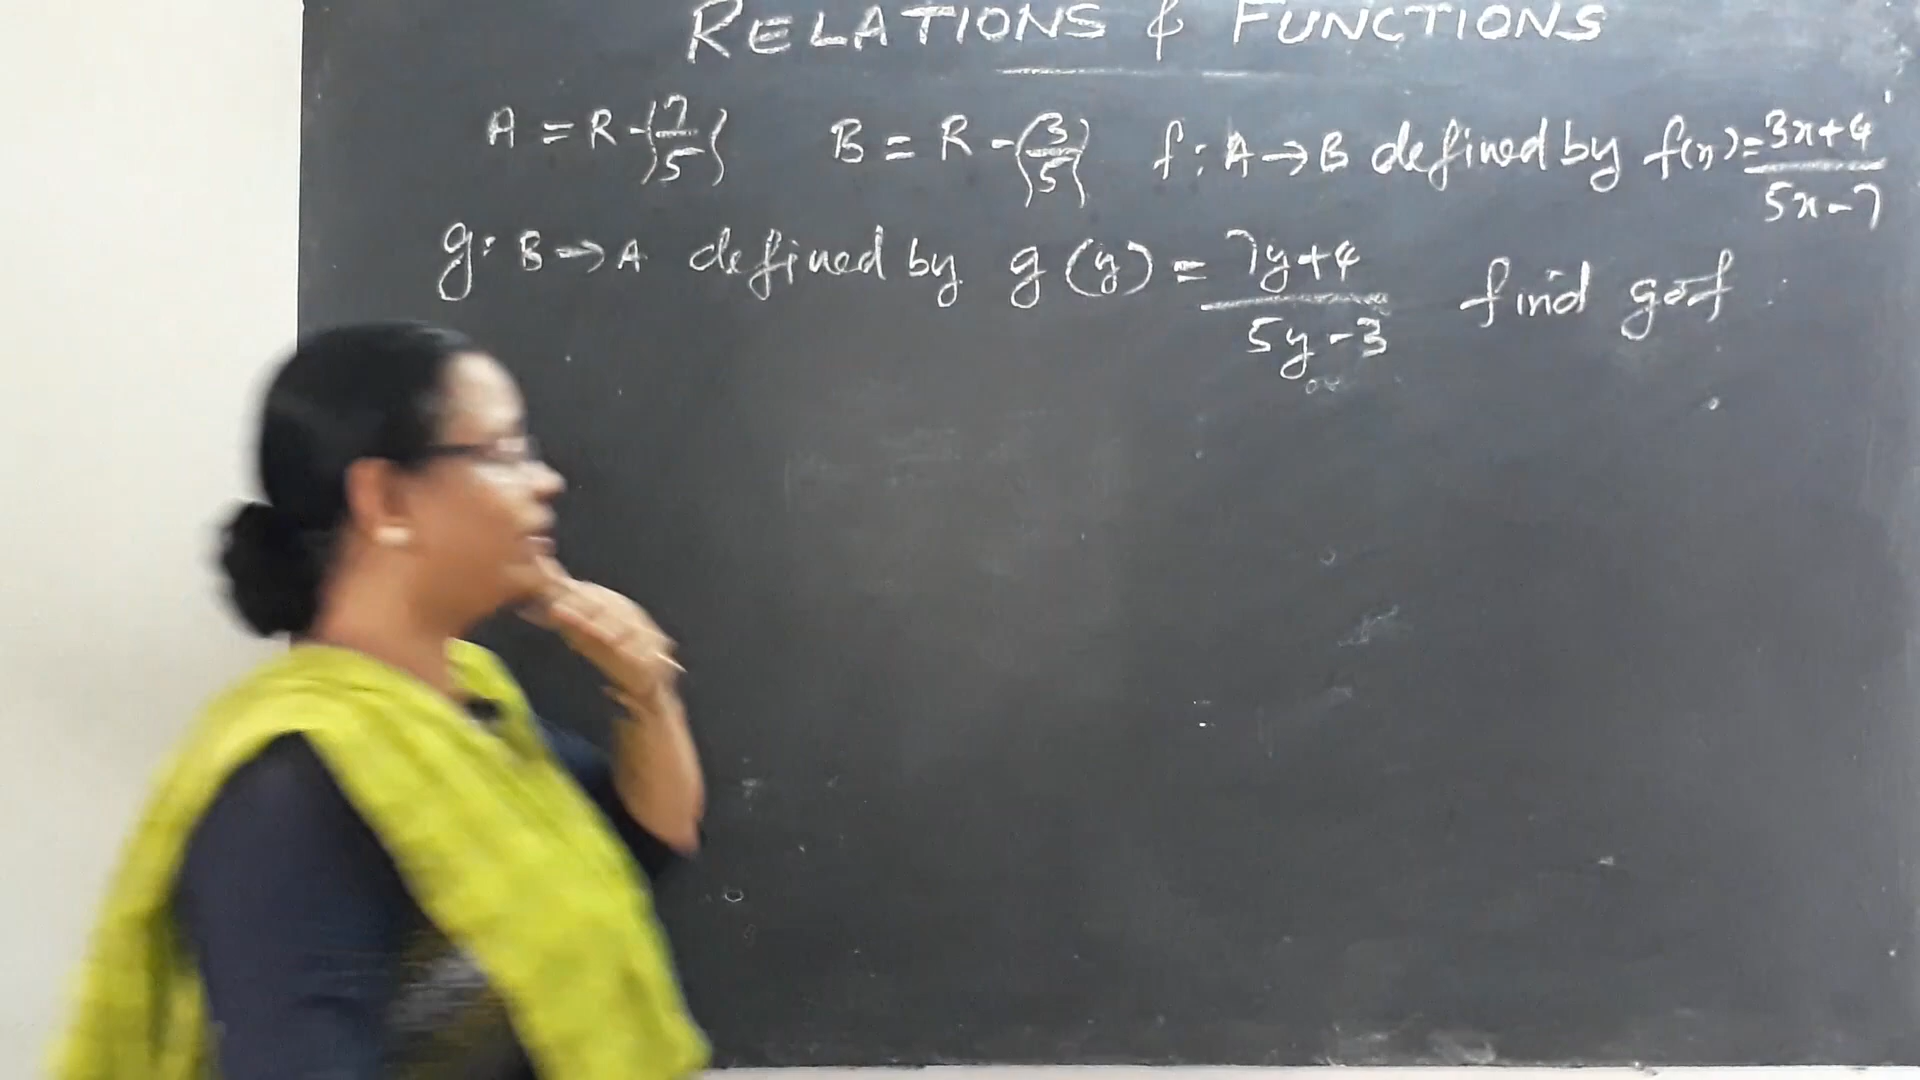 RELATIONS & FUNCTIONS
A = R - {7/5} B = R - {3/5} f : A → B defined by f(x) = 3x+4/5x-7
g : B → A defined by g(y) = 7y+4/5y-3 find gof